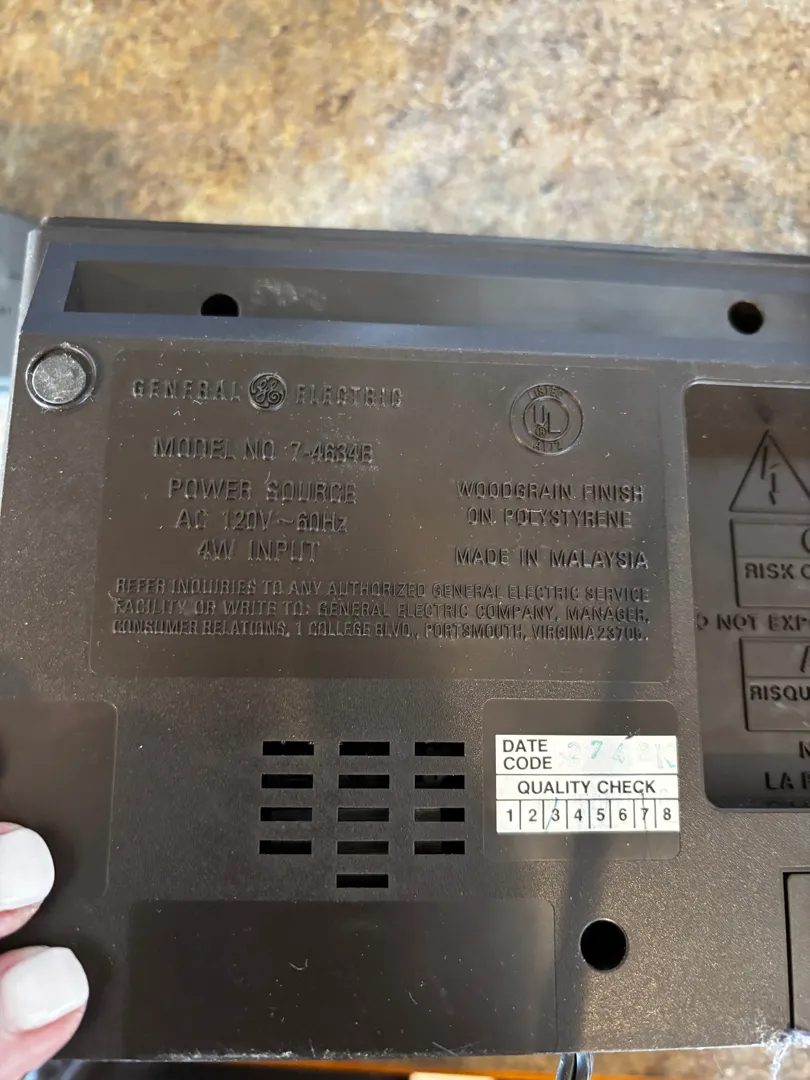 GENERAL GE ELECTRIC
MODEL NO. 7-4634B
POWER SOURCE
AC 120V~60Hz
4W INPUT
LISTED
UL
WOODGRAIN FINISH
ON POLYSTYRENE
MADE IN MALAYSIA
REFER INQUIRIES TO ANY AUTHORIZED GENERAL ELECTRIC SERVICE
FACILITY OR WRITE TO: GENERAL ELECTRIC COMPANY, MANAGER,
CONSUMER RELATIONS, 1 COLLEGE BLVD., PORTSMOUTH, VIRGINIA 23705.
RISK
NOT
LA
DATE
CODE
QUALITY CHECK
1 2 3 4 5 6 7 8